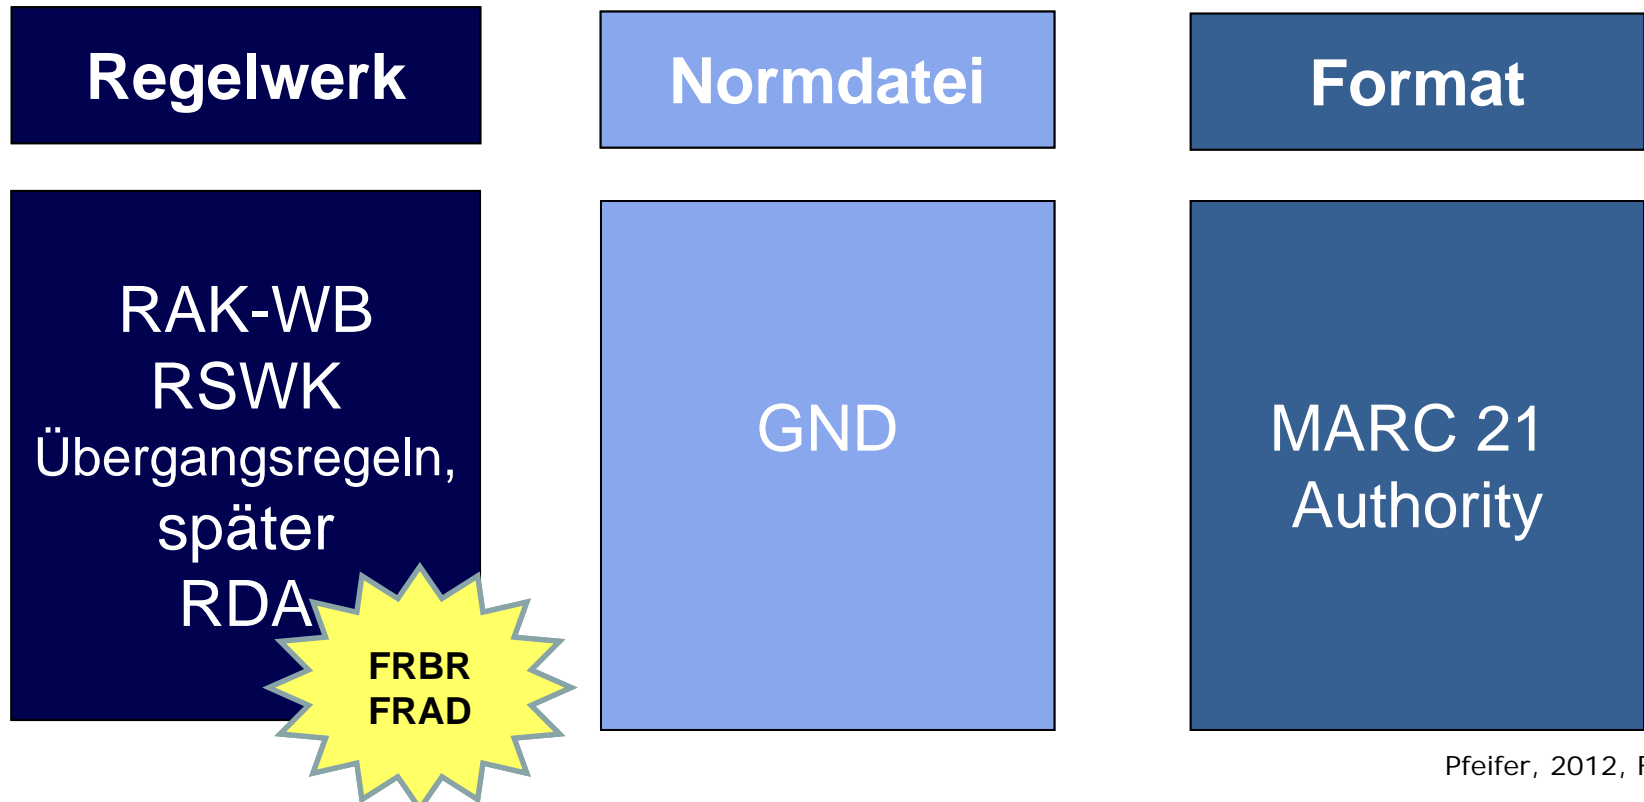 Regelwerk
Normdatei
Format
RAK-WB
RSWK
Übergangsregeln,
später
RDA
FRBR
FRAD
GND
MARC 21
Authority
Pfeifer, 2012,